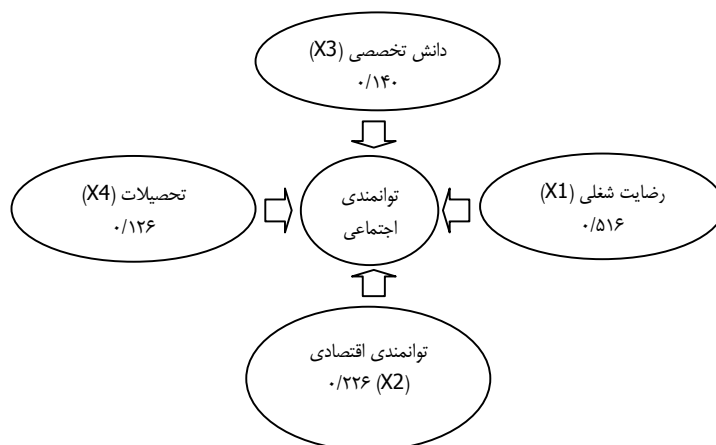 دانش تخصصی (X3)
۰/۱۴۰
رضایت شغلی (X1)
۰/۵۱۶
توانمندی
اجتماعی
تحصیلات (X4)
۰/۱۲۶
توانمندی اقتصادی
(X2) ۰/۲۲۶